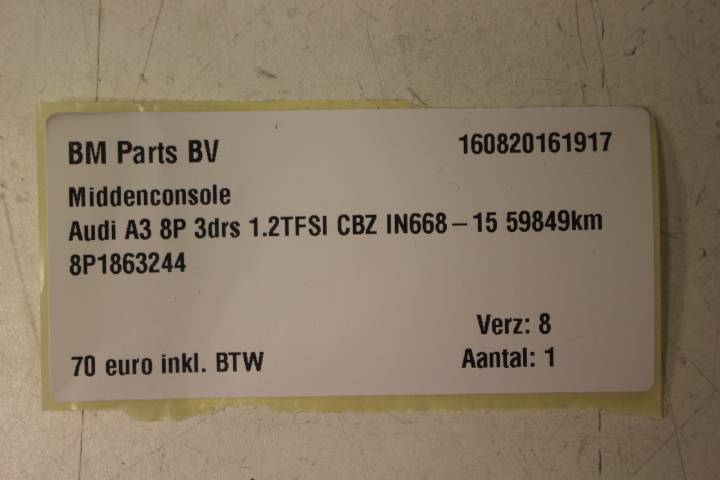 BM Parts BV 160820161917
Middenconsole
Audi A3 8P 3drs 1.2TFSI CBZ IN668–15 59849km
8P1863244
Verz: 8
70 euro inkl. BTW Aantal: 1